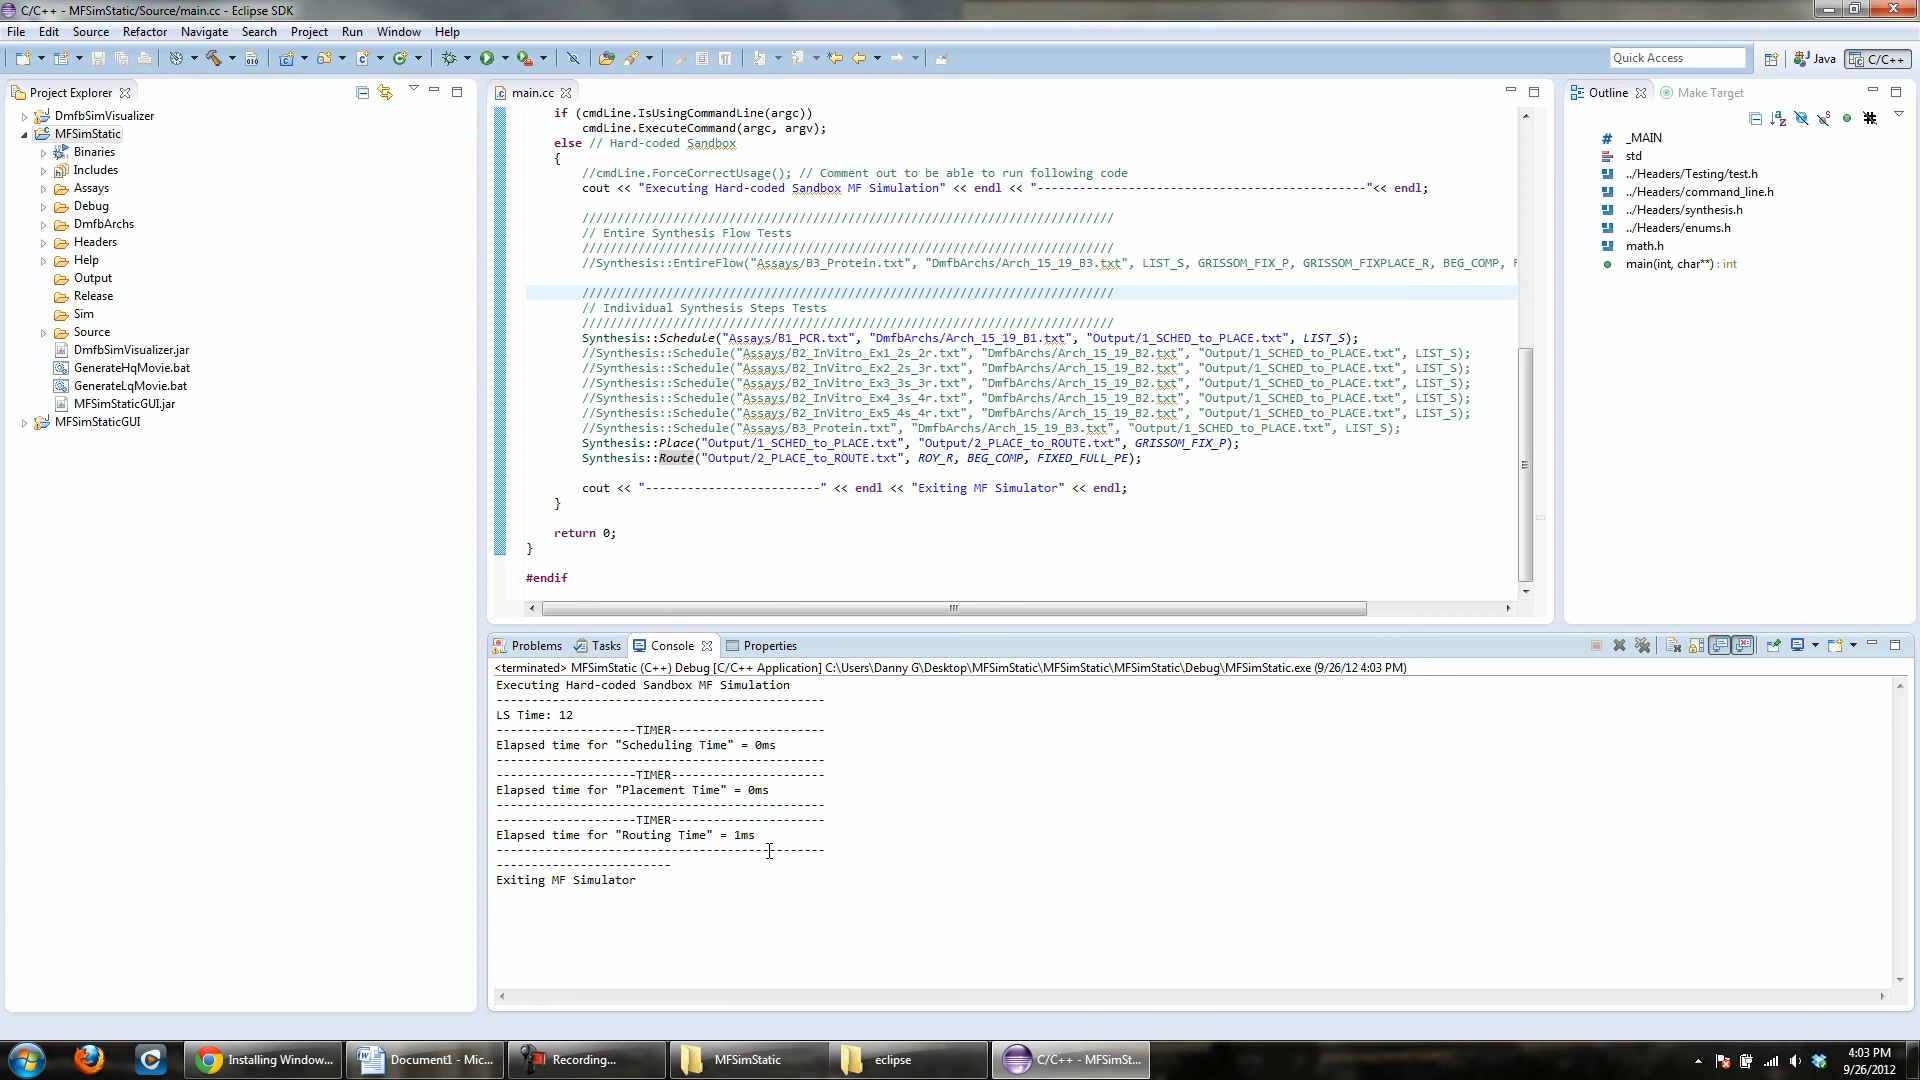 C/C++ - MFSimStatic/Source/main.cc - Eclipse SDK
File Edit Source Refactor Navigate Search Project Run Window Help
Quick Access
Java
C/C++
Project Explorer
DmfbSimVisualizer
MFSimStatic
Binaries
Includes
Assays
Debug
DmfbArchs
Headers
Help
Output
Release
Sim
Source
DmfbSimVisualizer.jar
GenerateHqMovie.bat
GenerateLqMovie.bat
MFSimStaticGUI.jar
MFSimStaticGUI
main.cc
if (cmdLine.IsUsingCommandLine(argc))
cmdLine.ExecuteCommand(argc, argv);
else // Hard-coded Sandbox
{
//cmdLine.ForceCorrectUsage(); // Comment out to be able to run following code
cout << "Executing Hard-coded Sandbox MF Simulation" << endl << "-----------------------------------------------"<< endl;
////////////////////////////////////////////////////////////////////////////
// Entire Synthesis Flow Tests
////////////////////////////////////////////////////////////////////////////
//Synthesis::EntireFlow("Assays/B3_Protein.txt", "DmfbArchs/Arch_15_19_B3.txt", LIST_S, GRISSOM_FIX_P, GRISSOM_FIXPLACE_R, BEG_COMP, F
////////////////////////////////////////////////////////////////////////////
// Individual Synthesis Steps Tests
////////////////////////////////////////////////////////////////////////////
Synthesis::Schedule("Assays/B1_PCR.txt", "DmfbArchs/Arch_15_19_B1.txt", "Output/1_SCHED_to_PLACE.txt", LIST_S);
//Synthesis::Schedule("Assays/B2_InVitro_Ex1_2s_2r.txt", "DmfbArchs/Arch_15_19_B2.txt", "Output/1_SCHED_to_PLACE.txt", LIST_S);
//Synthesis::Schedule("Assays/B2_InVitro_Ex2_2s_3r.txt", "DmfbArchs/Arch_15_19_B2.txt", "Output/1_SCHED_to_PLACE.txt", LIST_S);
//Synthesis::Schedule("Assays/B2_InVitro_Ex3_3s_3r.txt", "DmfbArchs/Arch_15_19_B2.txt", "Output/1_SCHED_to_PLACE.txt", LIST_S);
//Synthesis::Schedule("Assays/B2_InVitro_Ex4_3s_4r.txt", "DmfbArchs/Arch_15_19_B2.txt", "Output/1_SCHED_to_PLACE.txt", LIST_S);
//Synthesis::Schedule("Assays/B2_InVitro_Ex5_4s_4r.txt", "DmfbArchs/Arch_15_19_B2.txt", "Output/1_SCHED_to_PLACE.txt", LIST_S);
//Synthesis::Schedule("Assays/B3_Protein.txt", "DmfbArchs/Arch_15_19_B3.txt", "Output/1_SCHED_to_PLACE.txt", LIST_S);
Synthesis::Place("Output/1_SCHED_to_PLACE.txt", "Output/2_PLACE_to_ROUTE.txt", GRISSOM_FIX_P);
Synthesis::Route("Output/2_PLACE_to_ROUTE.txt", ROY_R, BEG_COMP, FIXED_FULL_PE);
cout << "-------------------------" << endl << "Exiting MF Simulator" << endl;
}
return 0;
}
#endif
Outline
Make Target
_MAIN
std
../Headers/Testing/test.h
../Headers/command_line.h
../Headers/synthesis.h
../Headers/enums.h
math.h
main(int, char**) : int
Problems Tasks Console Properties
<terminated> MFSimStatic (C++) Debug [C/C++ Application] C:\Users\Danny G\Desktop\MFSimStatic\MFSimStatic\MFSimStatic\Debug\MFSimStatic.exe (9/26/12 4:03 PM)
Executing Hard-coded Sandbox MF Simulation
-----------------------------------------------
LS Time: 12
--------------------TIMER----------------------
Elapsed time for "Scheduling Time" = 0ms
-----------------------------------------------
--------------------TIMER----------------------
Elapsed time for "Placement Time" = 0ms
-----------------------------------------------
--------------------TIMER----------------------
Elapsed time for "Routing Time" = 1ms
-----------------------------------------------
-------------------------
Exiting MF Simulator
Installing Window...
Document1 - Mic...
Recording...
MFSimStatic
eclipse
C/C++ - MFSimSt...
4:03 PM
9/26/2012